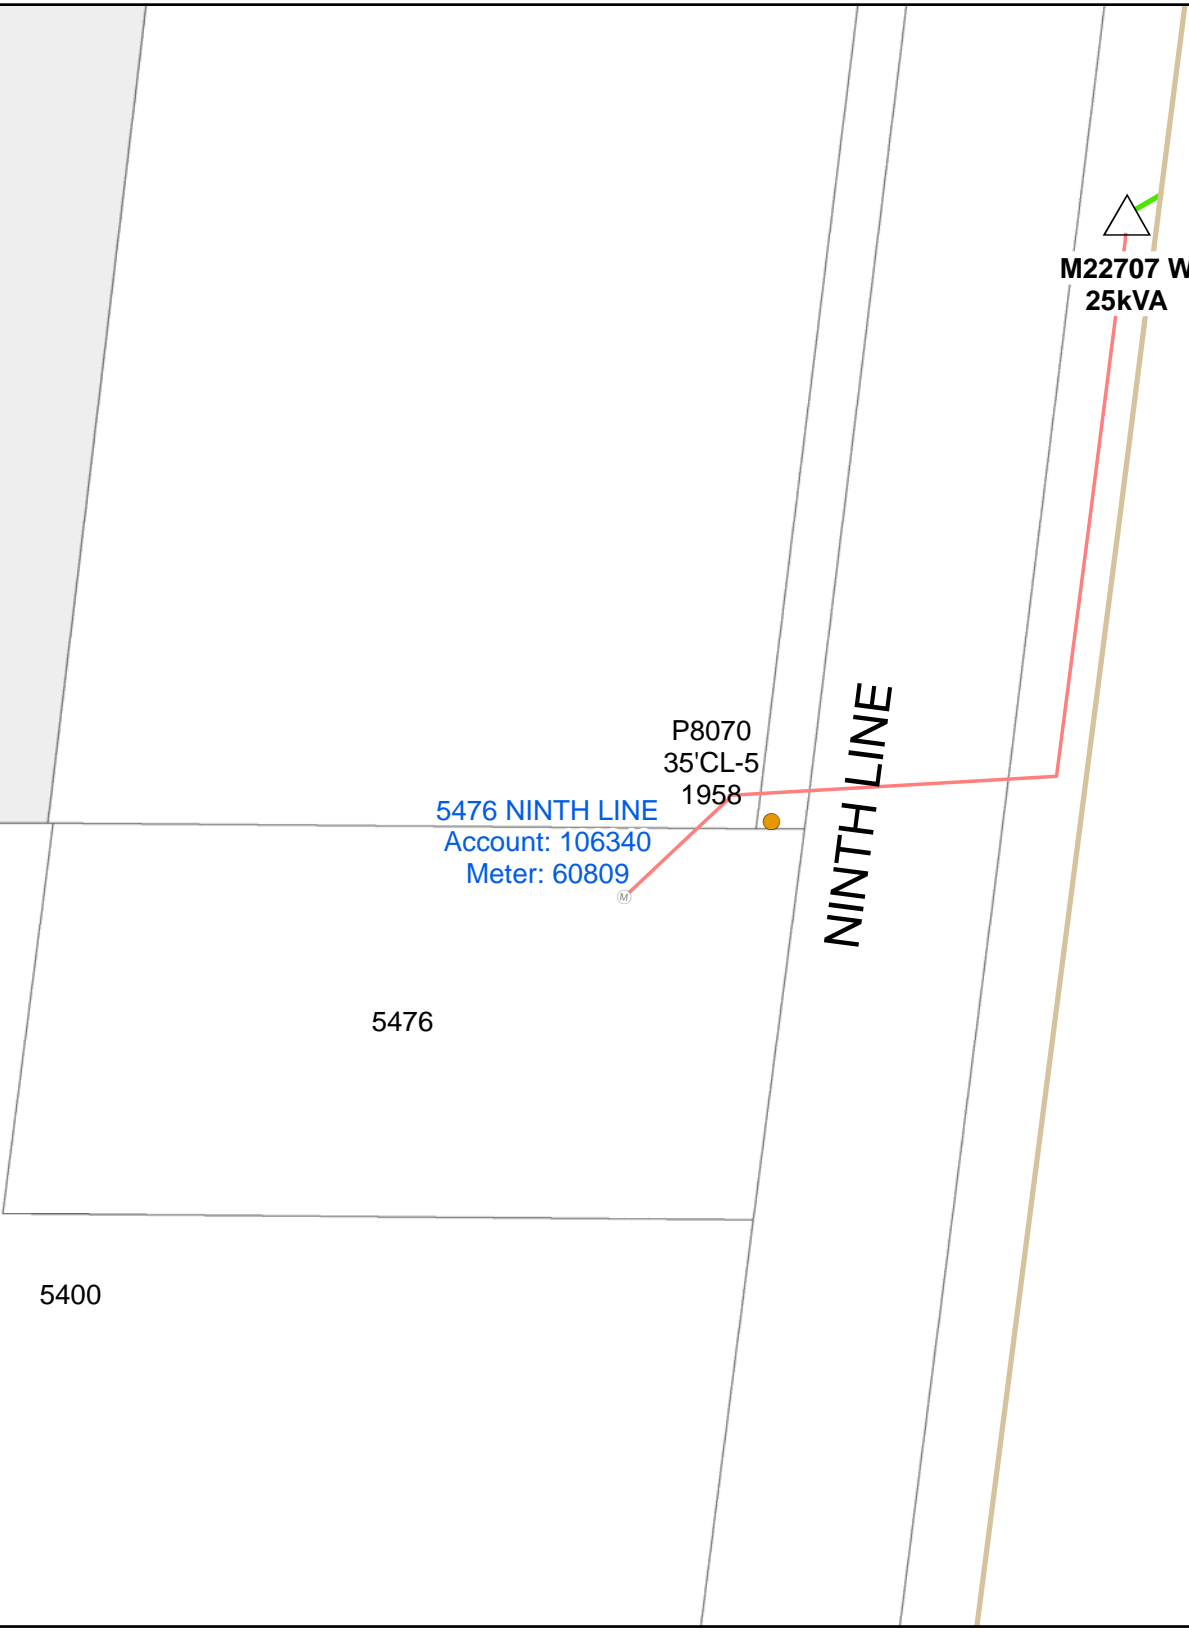 M22707 W
25kVA
P8070
35'CL-5
1958
5476 NINTH LINE
Account: 106340
Meter: 60809
M
NINTH LINE
5476
5400